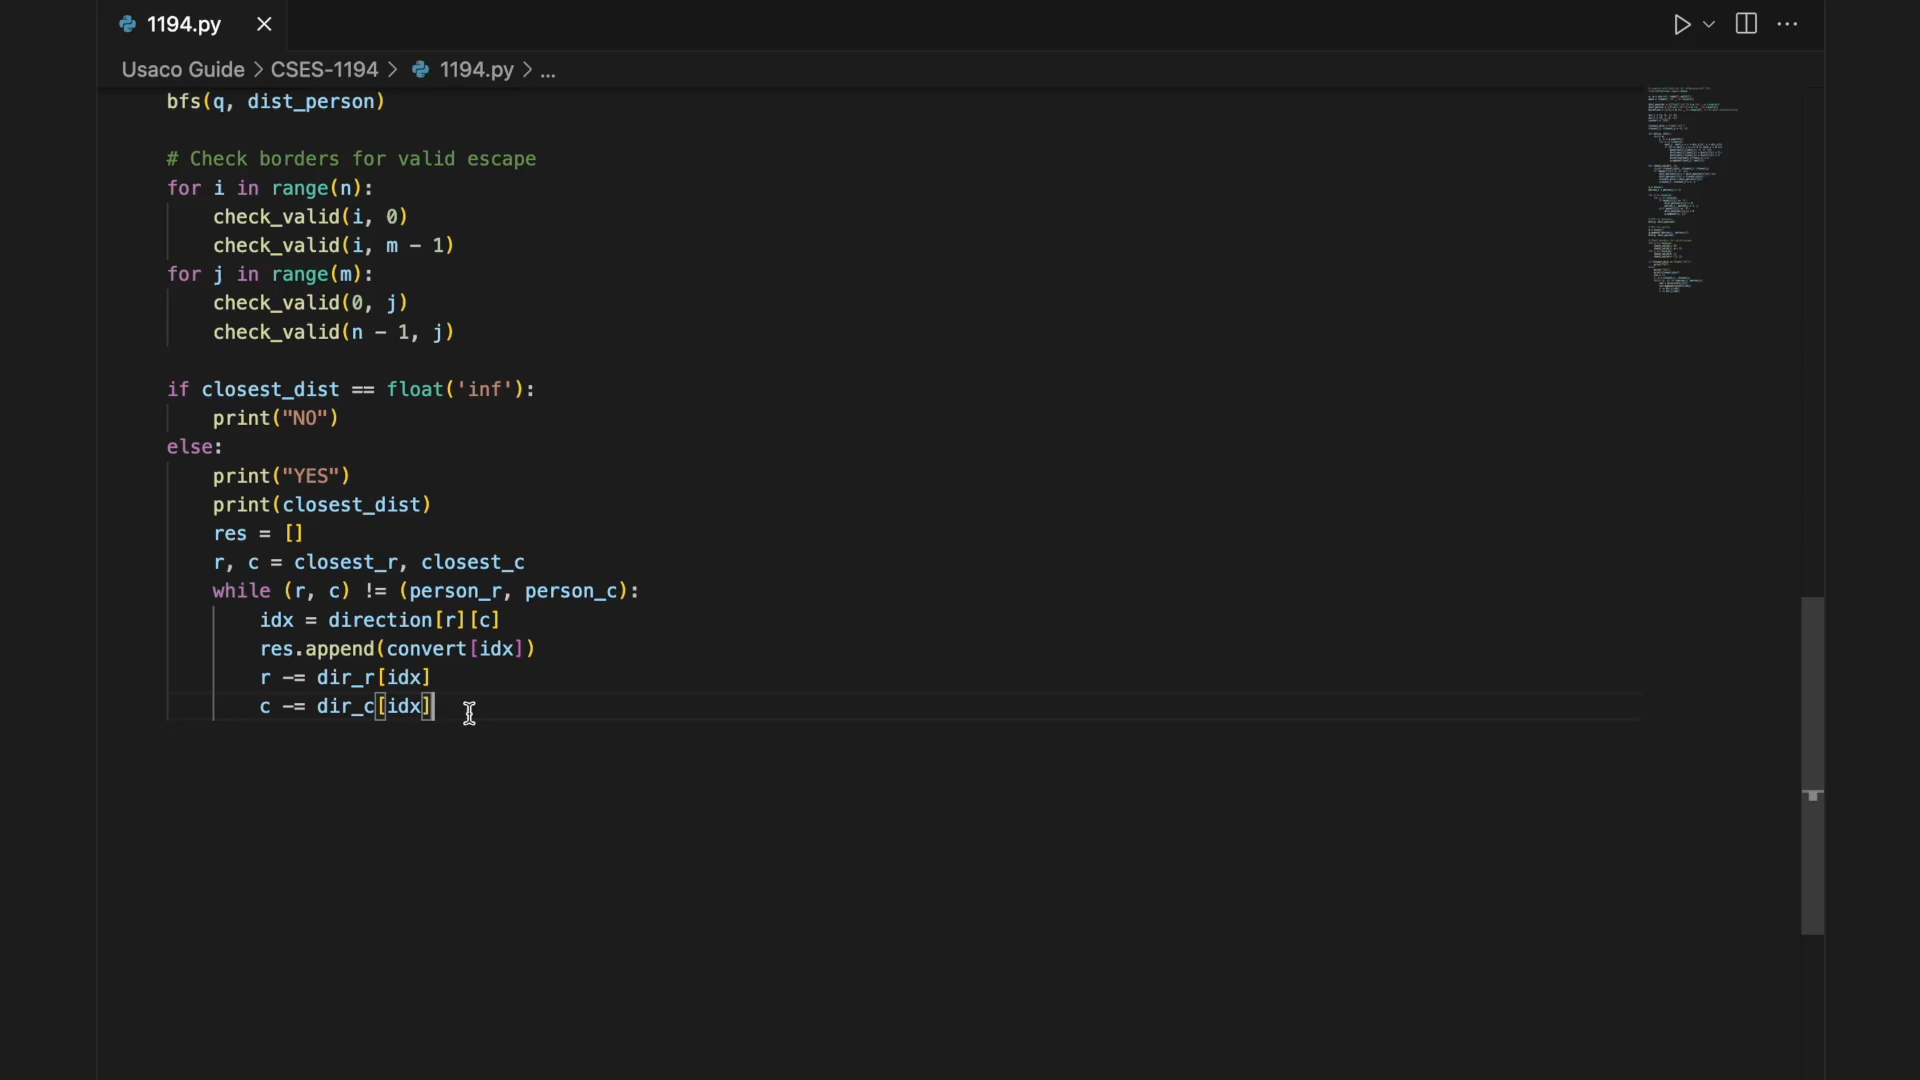 1194.py
Usaco Guide > CSES-1194 > 1194.py > ...
bfs(q, dist_person)
# Check borders for valid escape
for i in range(n):
    check_valid(i, 0)
    check_valid(i, m - 1)
for j in range(m):
    check_valid(0, j)
    check_valid(n - 1, j)
if closest_dist == float('inf'):
    print("NO")
else:
    print("YES")
    print(closest_dist)
    res = []
    r, c = closest_r, closest_c
    while (r, c) != (person_r, person_c):
        idx = direction[r][c]
        res.append(convert[idx])
        r -= dir_r[idx]
        c -= dir_c[idx]